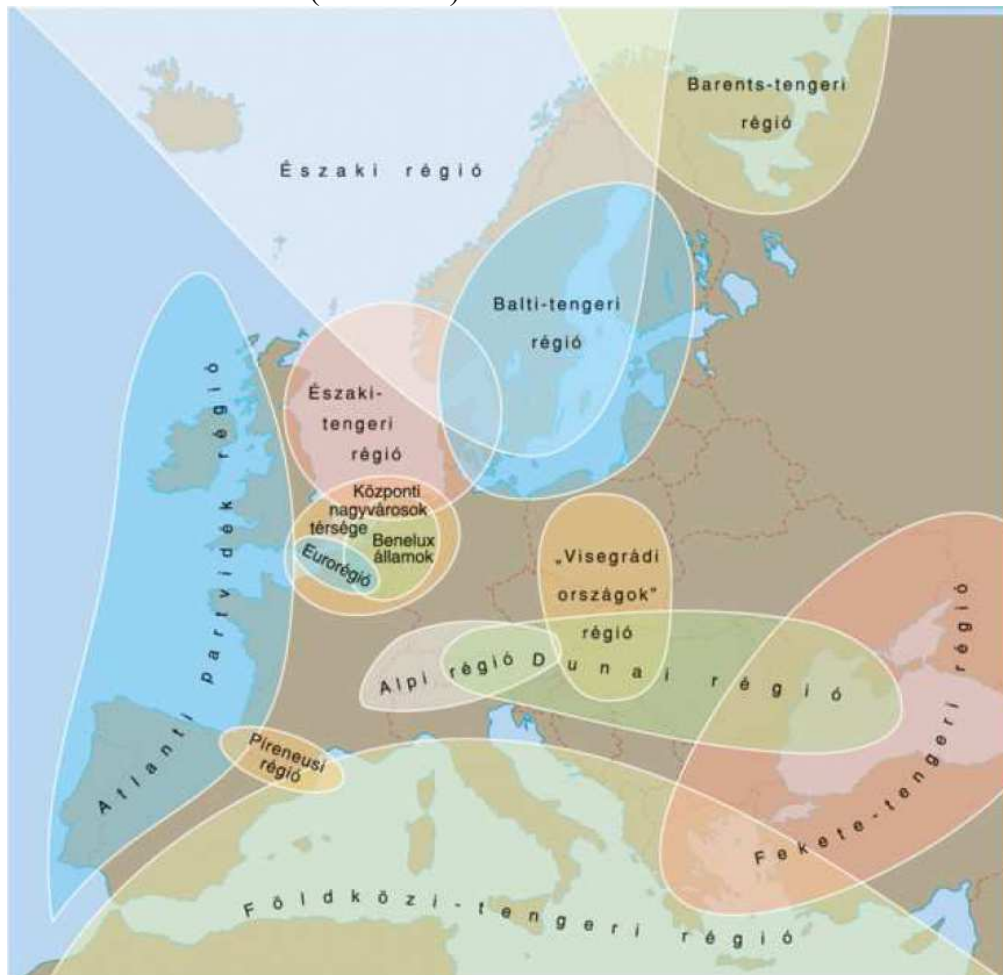 Barents-tengeri
régió
Északi régió
Balti-tengeri
régió
Atlanti partvidék régió
Északi-
tengeri
régió
Központi
nagyvárosok
térsége
Benelux
államok
Eurorégió
„Visegrádi
országok"
régió
Alpi régió
Dunai régió
Fekete-tengeri régió
Píreneusi
régió
Földközi-tengeri régió